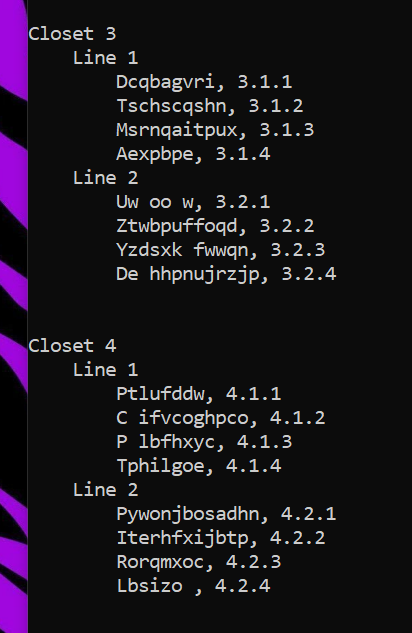 Closet 3
Line 1
Dcqbagvri, 3.1.1
Tschscqshn, 3.1.2
Msrnqaitpux, 3.1.3
Aexpbpe, 3.1.4
Line 2
Uw oo w, 3.2.1
Ztwbpuffoqd, 3.2.2
Yzdsxk fwwqn, 3.2.3
De hhpnujrzjp, 3.2.4
Closet 4
Line 1
Ptlufddw, 4.1.1
C ifvcoghpco, 4.1.2
P lbfhxyc, 4.1.3
Tphilgoe, 4.1.4
Line 2
Pywonjbosadhn, 4.2.1
Iterhfxijbtp, 4.2.2
Rorqmxoc, 4.2.3
Lbsizo , 4.2.4